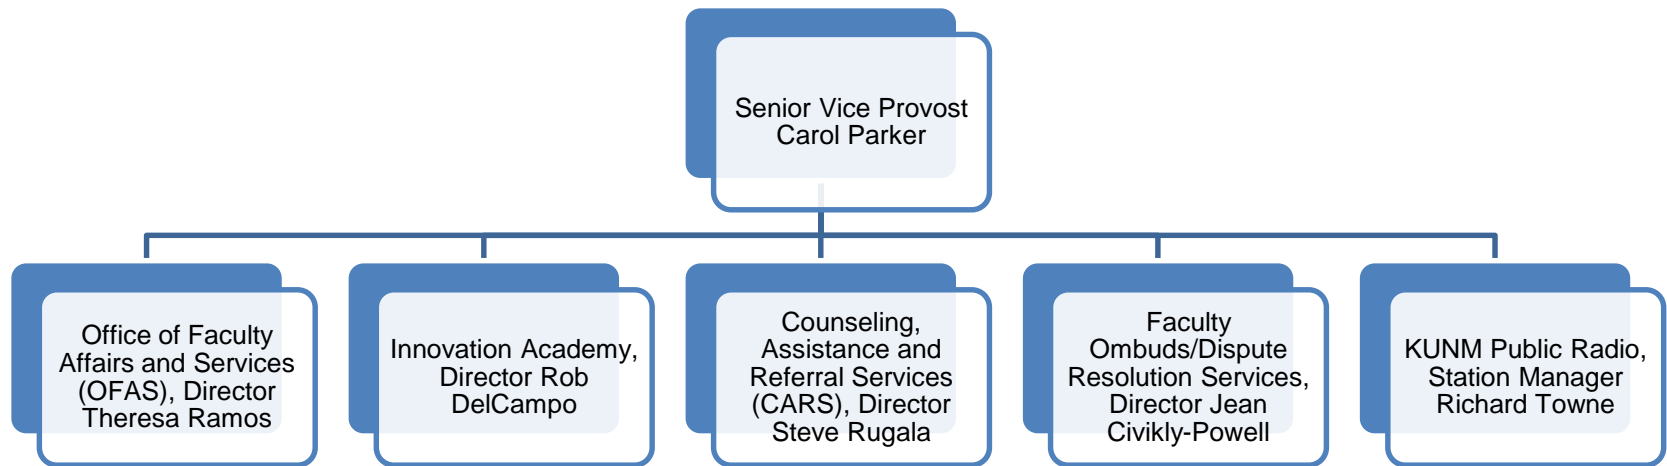 Senior Vice Provost
Carol Parker
Office of Faculty
Affairs and Services
(OFAS), Director
Theresa Ramos
Innovation Academy,
Director Rob
DelCampo
Counseling,
Assistance and
Referral Services
(CARS), Director
Steve Rugala
Faculty
Ombuds/Dispute
Resolution Services,
Director Jean
Civikly-Powell
KUNM Public Radio,
Station Manager
Richard Towne